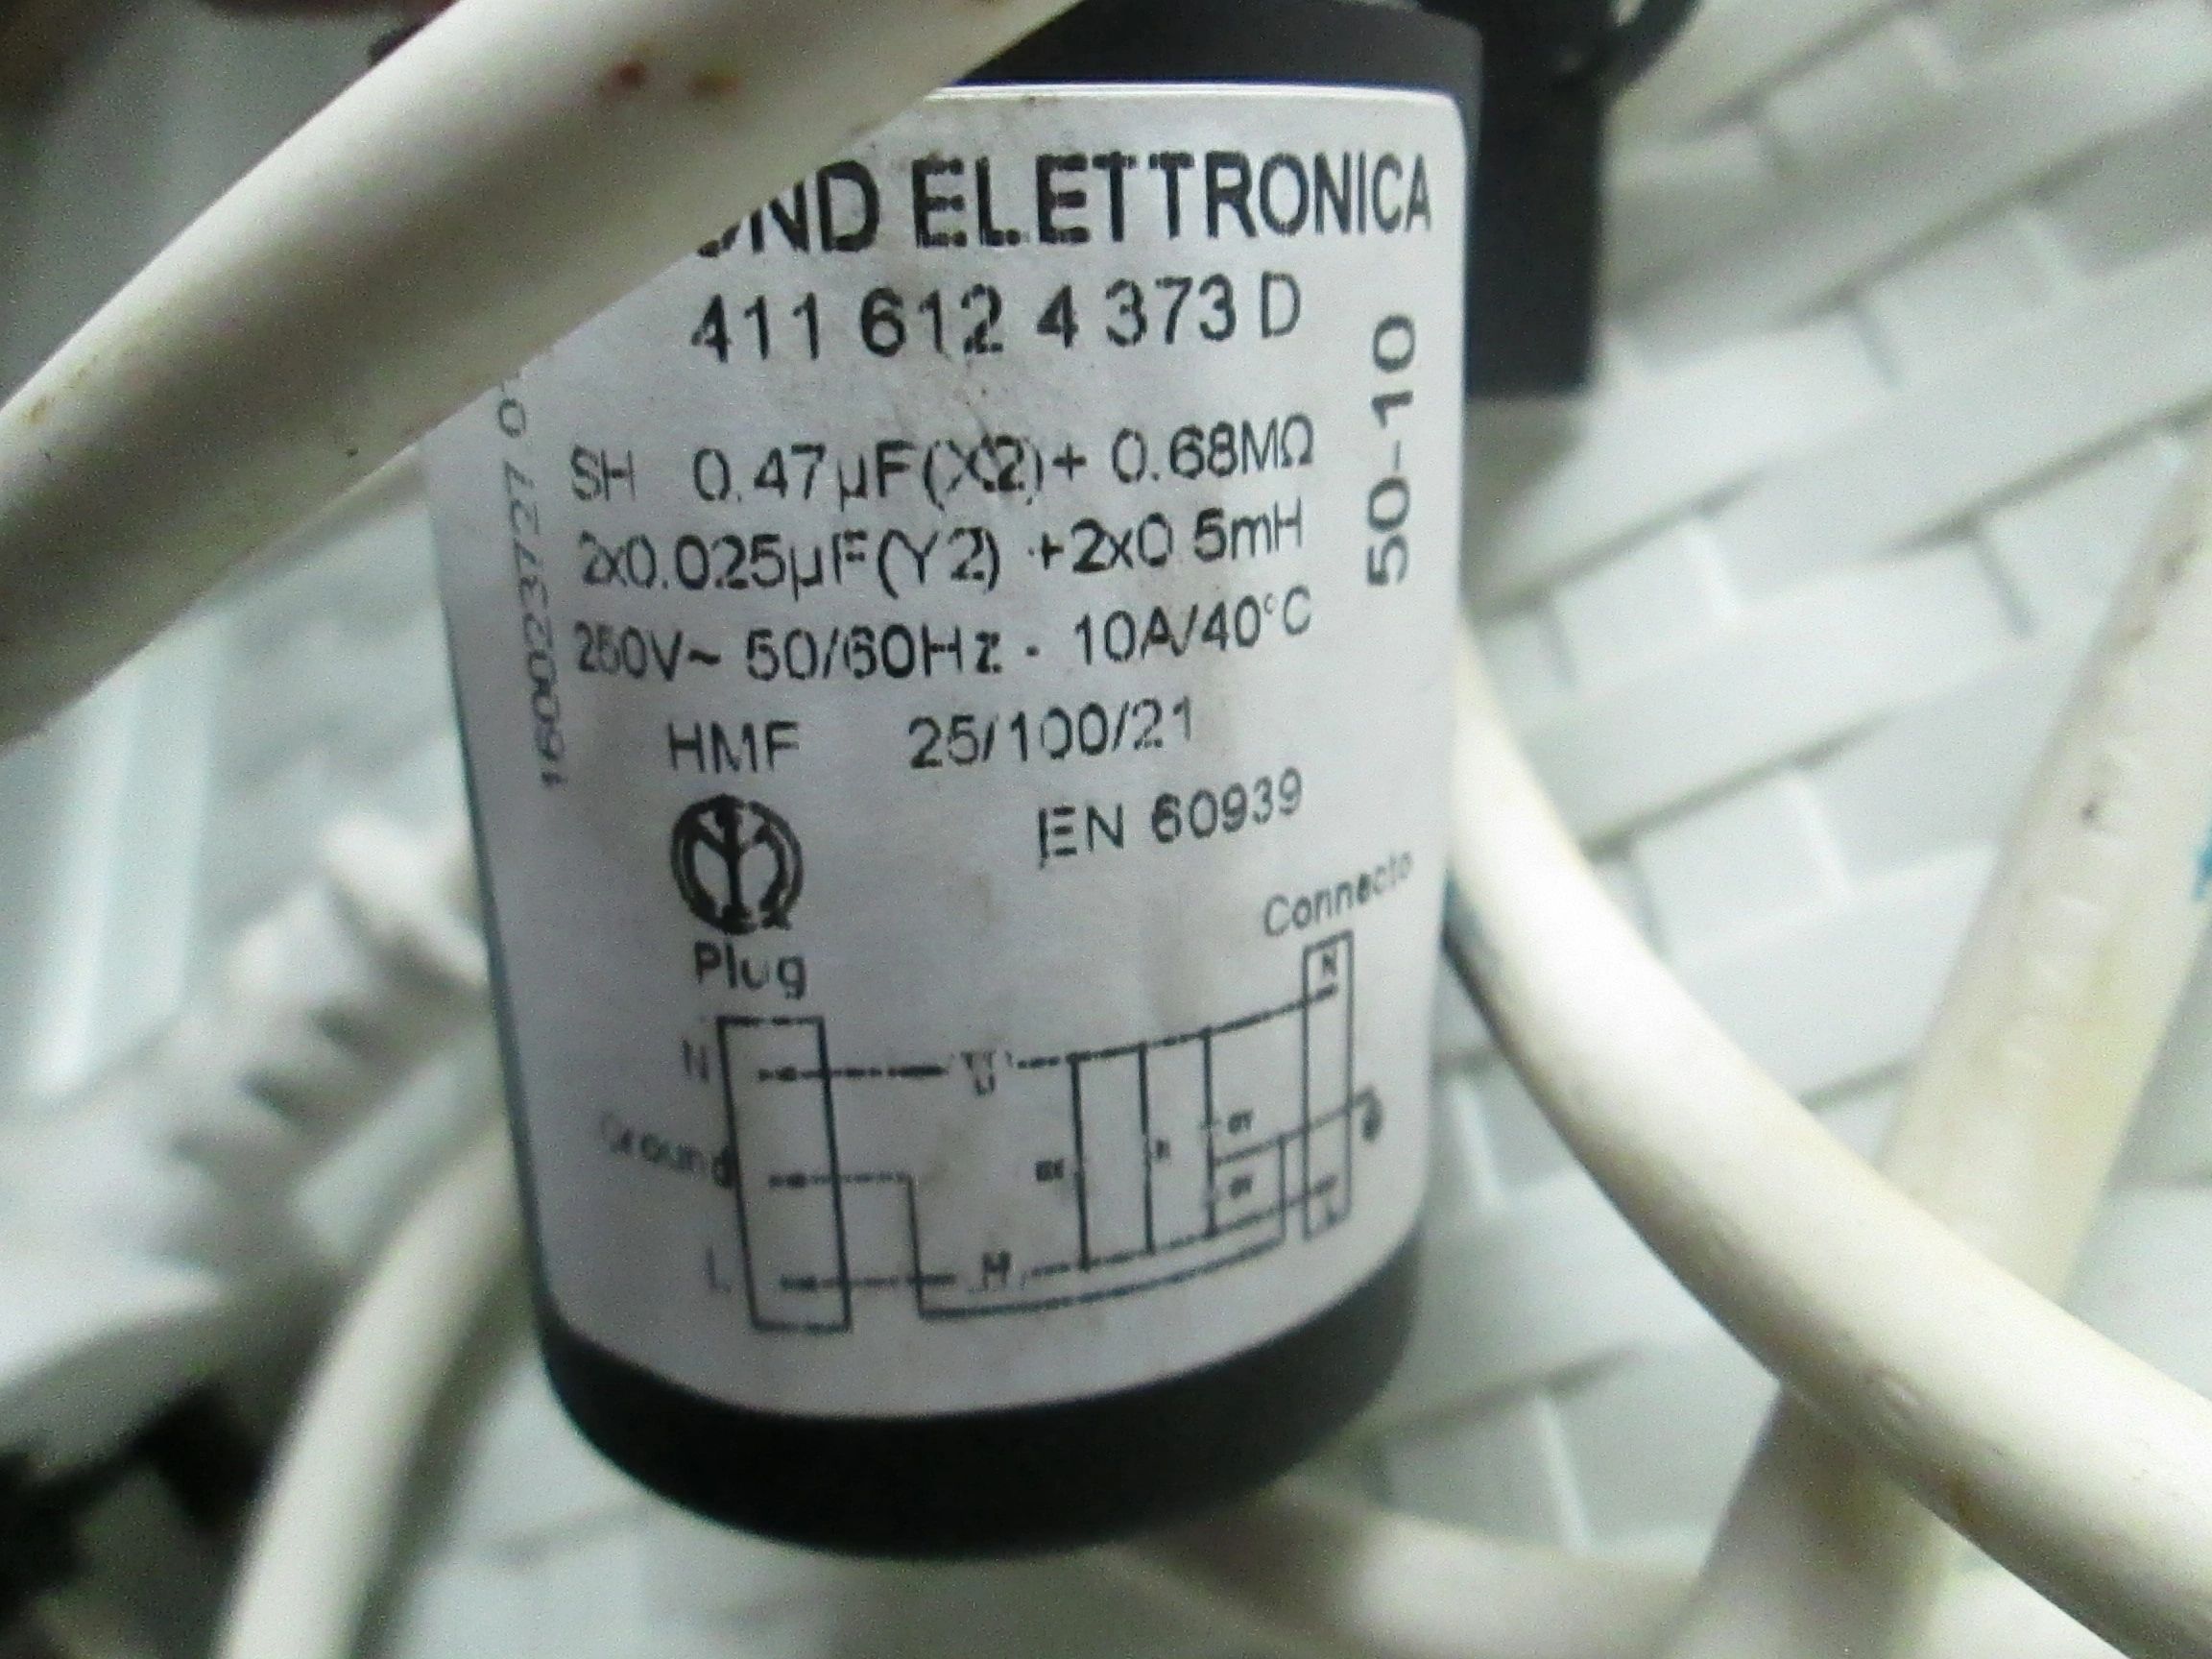 ELETTRONICA
411 612 4 373 D
50-10
SH 0.47µF(X2)+ 0.68MΩ
2x0.025µF(Y2) +2x0.5mH
250V~ 50/60Hz - 10A/40°C
HMF 25/100/21
EN 60939
Connecto
Plug
N
N
Ground
L
L